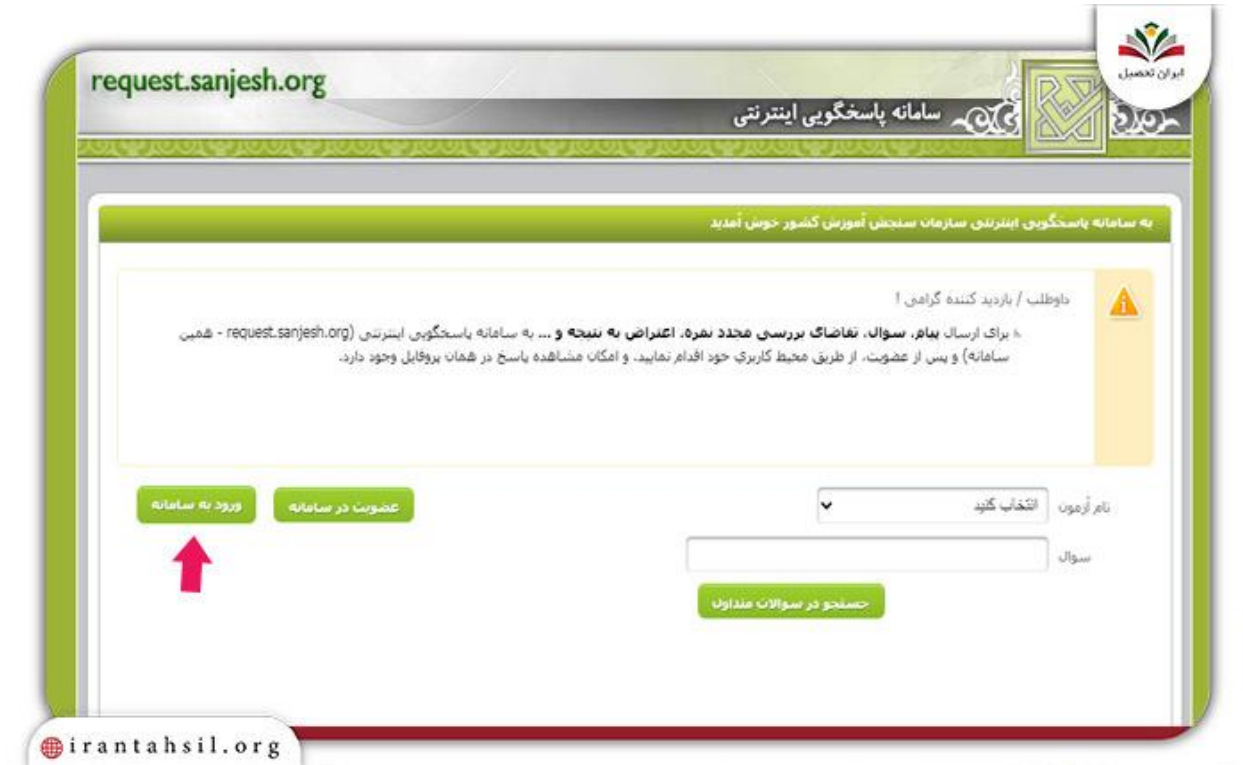 ایران تحصیل
request.sanjesh.org
سامانه پاسخگویی اینترنتی
به سامانه پاسخگویی اینترنتی سازمان سنجش آموزش کشور خوش آمدید
داوطلب / بازدید کننده گرامی !
برای ارسال پیام، سوال، تقاضای بررسی مجدد نمره، اعتراض به نتیجه و ... به سامانه پاسخگویی اینترنتی (request.sanjesh.org - همین
سامانه) و پس از عضویت، از طریق محیط کاربری خود اقدام نمایید، و امکان مشاهده پاسخ در همان پروفایل وجود دارد.
نام آزمون انتخاب کنید عضویت در سامانه ورود به سامانه
سوال
جستجو در سوالات متداول
irantahsil.org